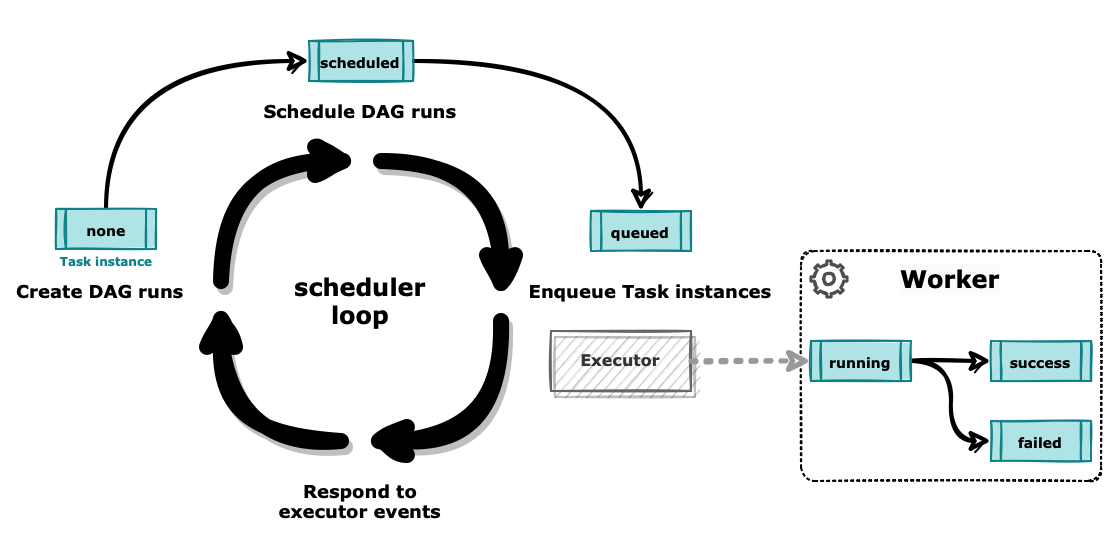 scheduled
Schedule DAG runs
none
Task instance
Create DAG runs
queued
Enqueue Task instances
scheduler
loop
Executor
Respond to
executor events
Worker
running
success
failed